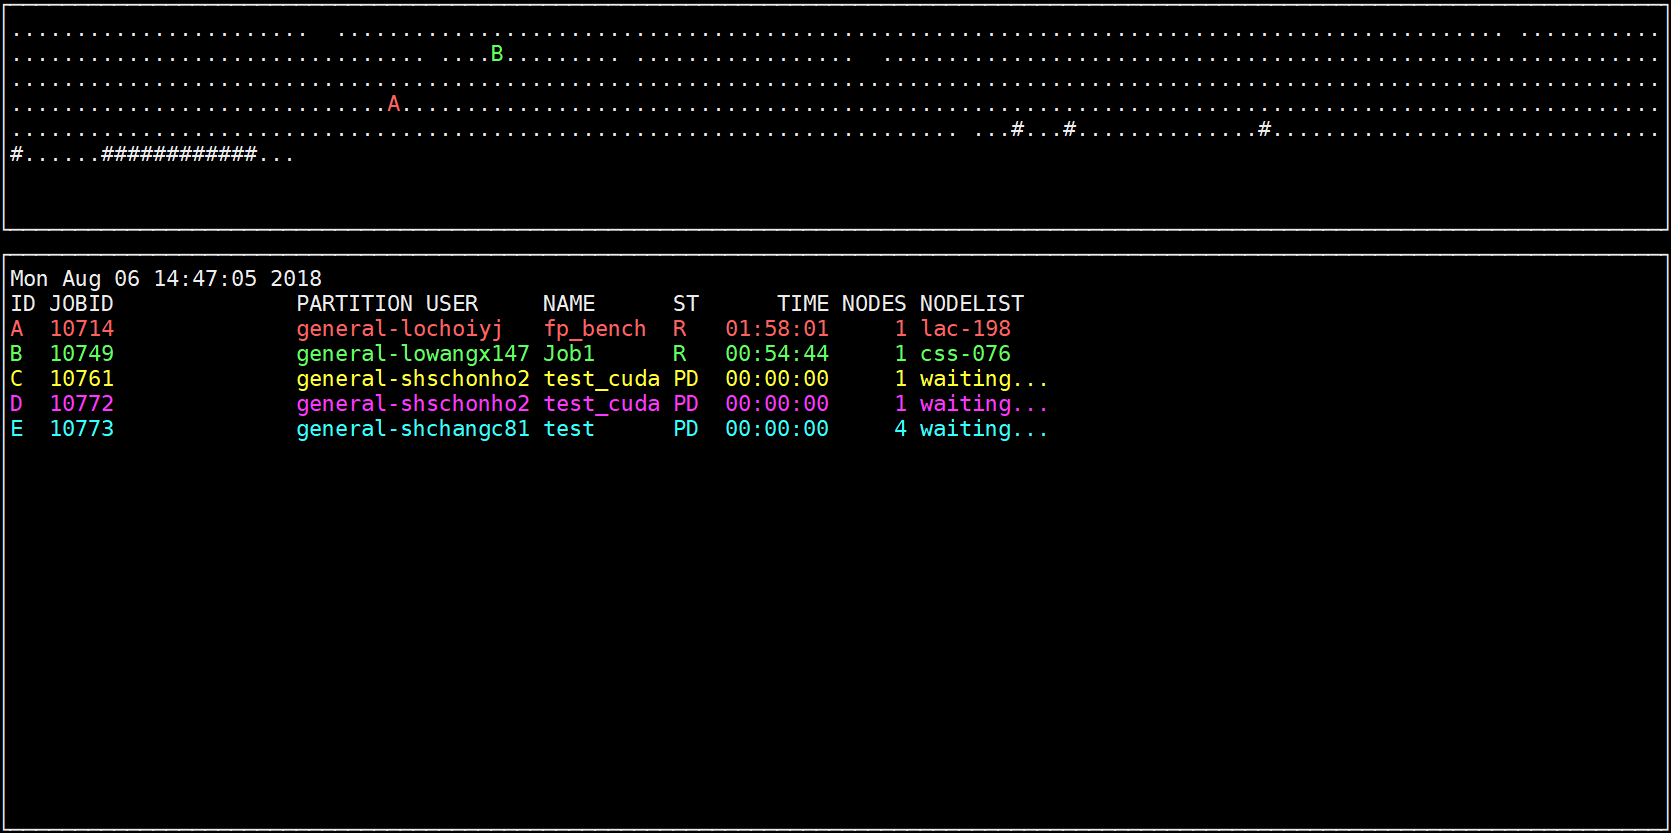 .......................  .......................................................................................... ...........
................................ ....B......... .................  ............................................................
...............................................................................................................................
.............................A.................................................................................................
......................................................................... ...#...#..............#..............................
#......############...
Mon Aug 06 14:47:05 2018
ID JOBID              PARTITION USER     NAME      ST      TIME NODES NODELIST
A  10714              general-lochoiyj   fp_bench  R   01:58:01     1 lac-198
B  10749              general-lowangx147 Job1      R   00:54:44     1 css-076
C  10761              general-shschonho2 test_cuda PD  00:00:00     1 waiting...
D  10772              general-shschonho2 test_cuda PD  00:00:00     1 waiting...
E  10773              general-shchangc81 test      PD  00:00:00     4 waiting...